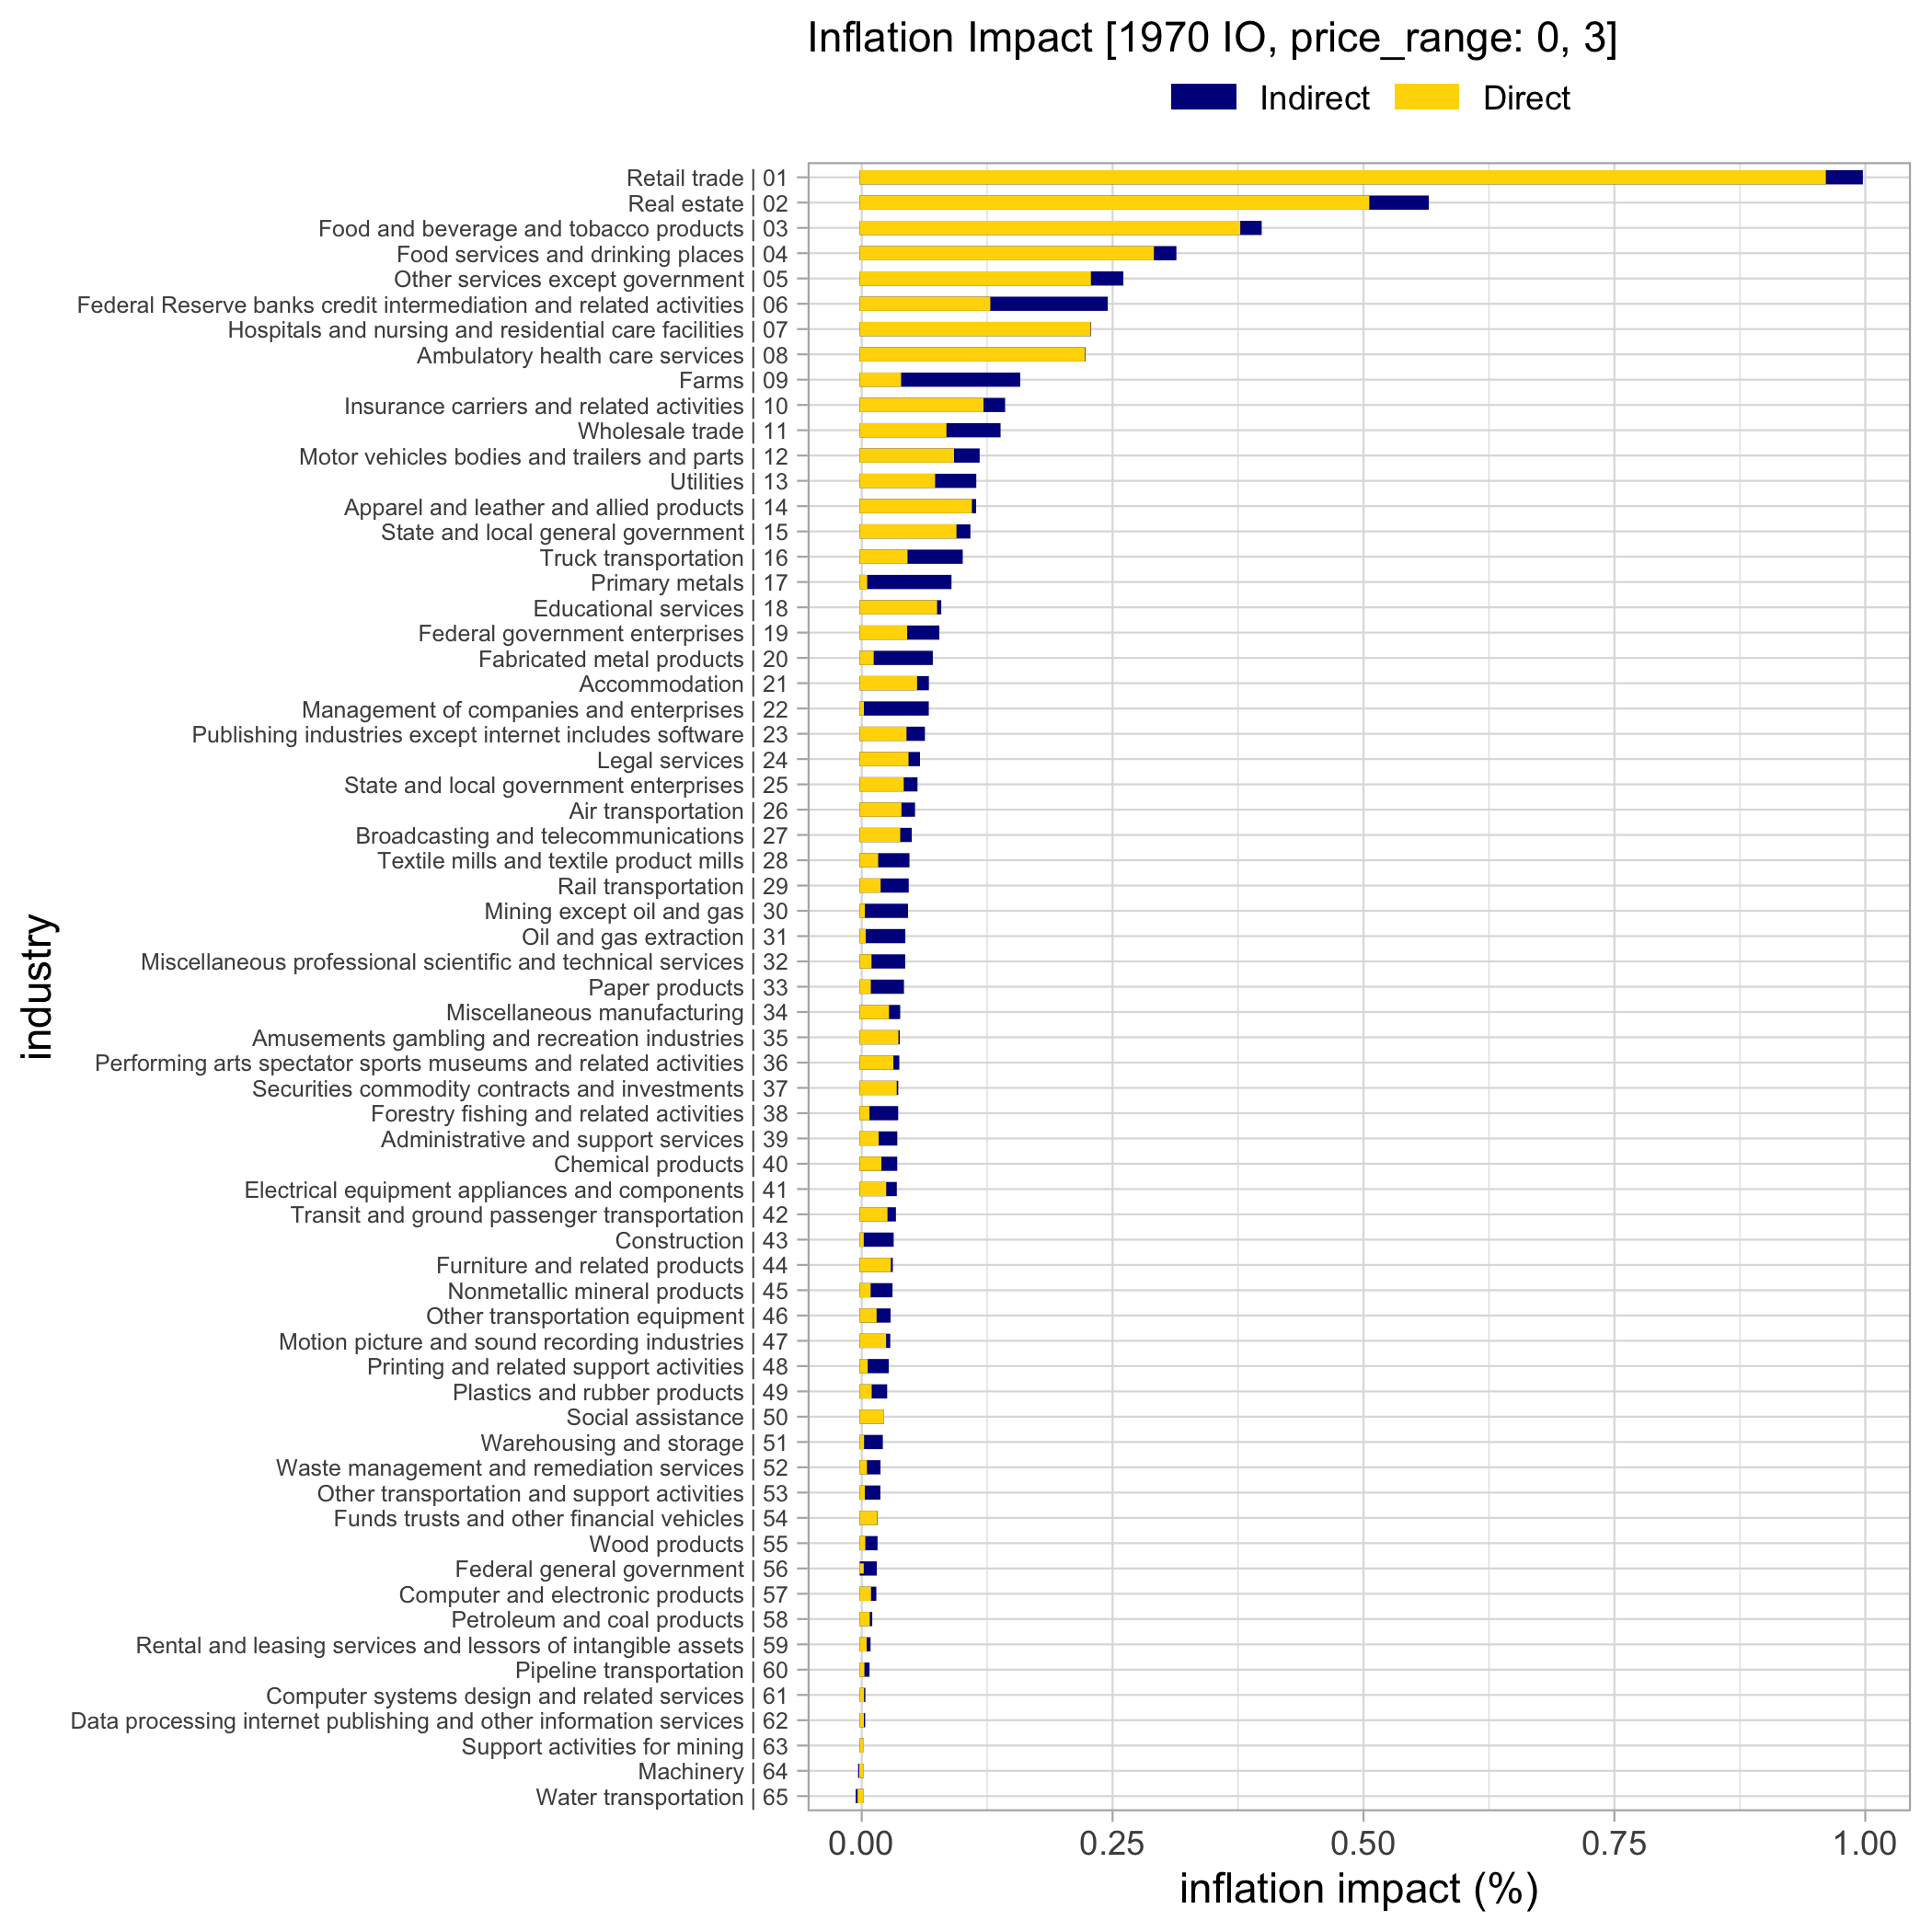 Inflation Impact [1970 IO, price_range: 0, 3]
Indirect Direct
Retail trade | 01
Real estate | 02
Food and beverage and tobacco products | 03
Food services and drinking places | 04
Other services except government | 05
Federal Reserve banks credit intermediation and related activities | 06
Hospitals and nursing and residential care facilities | 07
Ambulatory health care services | 08
Farms | 09
Insurance carriers and related activities | 10
Wholesale trade | 11
Motor vehicles bodies and trailers and parts | 12
Utilities | 13
Apparel and leather and allied products | 14
State and local general government | 15
Truck transportation | 16
Primary metals | 17
Educational services | 18
Federal government enterprises | 19
Fabricated metal products | 20
Accommodation | 21
Management of companies and enterprises | 22
Publishing industries except internet includes software | 23
Legal services | 24
State and local government enterprises | 25
Air transportation | 26
Broadcasting and telecommunications | 27
Textile mills and textile product mills | 28
Rail transportation | 29
Mining except oil and gas | 30
Oil and gas extraction | 31
Miscellaneous professional scientific and technical services | 32
Paper products | 33
Miscellaneous manufacturing | 34
Amusements gambling and recreation industries | 35
Performing arts spectator sports museums and related activities | 36
Securities commodity contracts and investments | 37
Forestry fishing and related activities | 38
Administrative and support services | 39
Chemical products | 40
Electrical equipment appliances and components | 41
Transit and ground passenger transportation | 42
Construction | 43
Furniture and related products | 44
Nonmetallic mineral products | 45
Other transportation equipment | 46
Motion picture and sound recording industries | 47
Printing and related support activities | 48
Plastics and rubber products | 49
Social assistance | 50
Warehousing and storage | 51
Waste management and remediation services | 52
Other transportation and support activities | 53
Funds trusts and other financial vehicles | 54
Wood products | 55
Federal general government | 56
Computer and electronic products | 57
Petroleum and coal products | 58
Rental and leasing services and lessors of intangible assets | 59
Pipeline transportation | 60
Computer systems design and related services | 61
Data processing internet publishing and other information services | 62
Support activities for mining | 63
Machinery | 64
Water transportation | 65
industry
0.00 0.25 0.50 0.75 1.00
inflation impact (%)